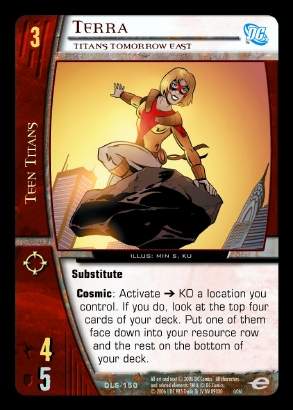 3
TERRA
TITANS TOMORROW EAST
DC
TEEN TITANS
ILLUS: MIN S. KU
Substitute
Cosmic: Activate ➔ KO a location you
control. If you do, look at the top four
cards of your deck. Put one of them
face down into your resource row
and the rest on the bottom of
your deck.
4
5
DLS-150